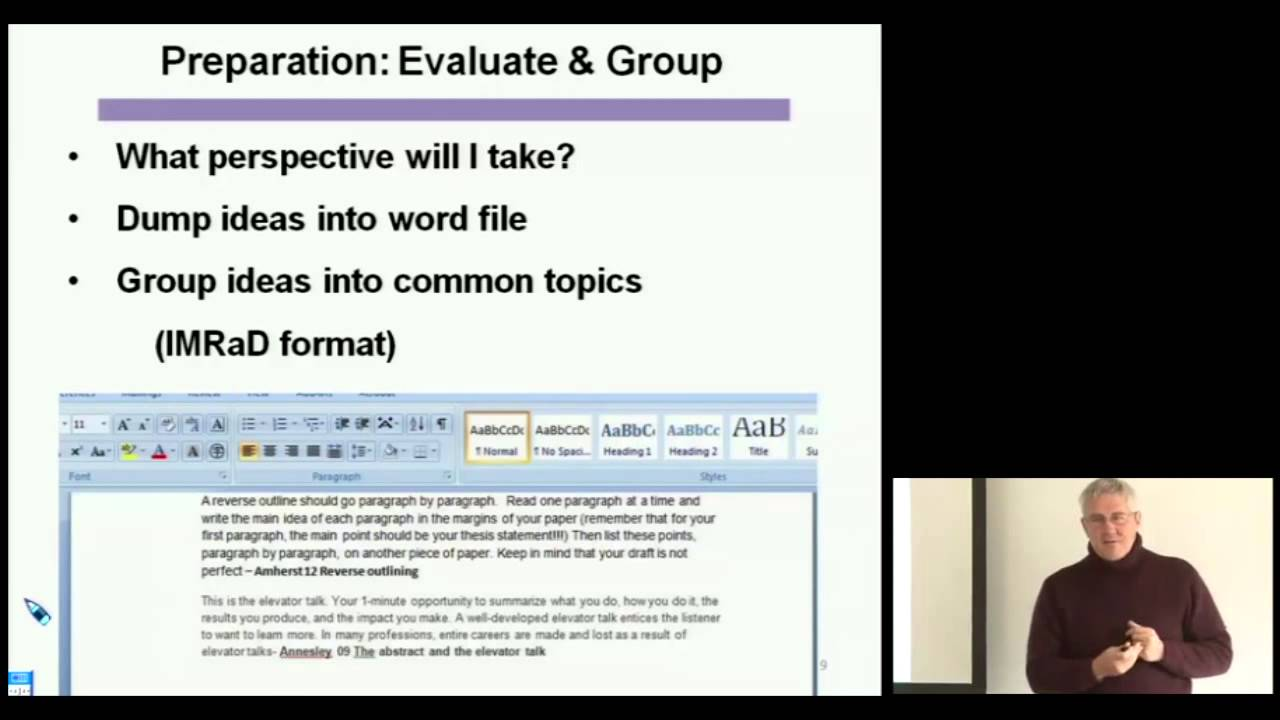 Preparation: Evaluate & Group
• What perspective will I take?
• Dump ideas into word file
• Group ideas into common topics
(IMRaD format)
Mailings Review View Add-Ins Acrobat
11 A A A AaBbCcDc AaBbCcDc AaBbC AaBbCc AaB
x Aa A A ¶ Normal ¶ No Spaci... Heading 1 Heading 2 Title Su
Font Paragraph Styles
A reverse outline should go paragraph by paragraph. Read one paragraph at a time and
write the main idea of each paragraph in the margins of your paper (remember that for your
first paragraph, the main point should be your thesis statement!!!) Then list these points,
paragraph by paragraph, on another piece of paper. Keep in mind that your draft is not
perfect – Amherst12 Reverse outlining
This is the elevator talk. Your 1-minute opportunity to summarize what you do, how you do it, the
results you produce, and the impact you make. A well-developed elevator talk entices the listener
to want to learn more. In many professions, entire careers are made and lost as a result of
elevator talks- Annesley 09 The abstract and the elevator talk
9